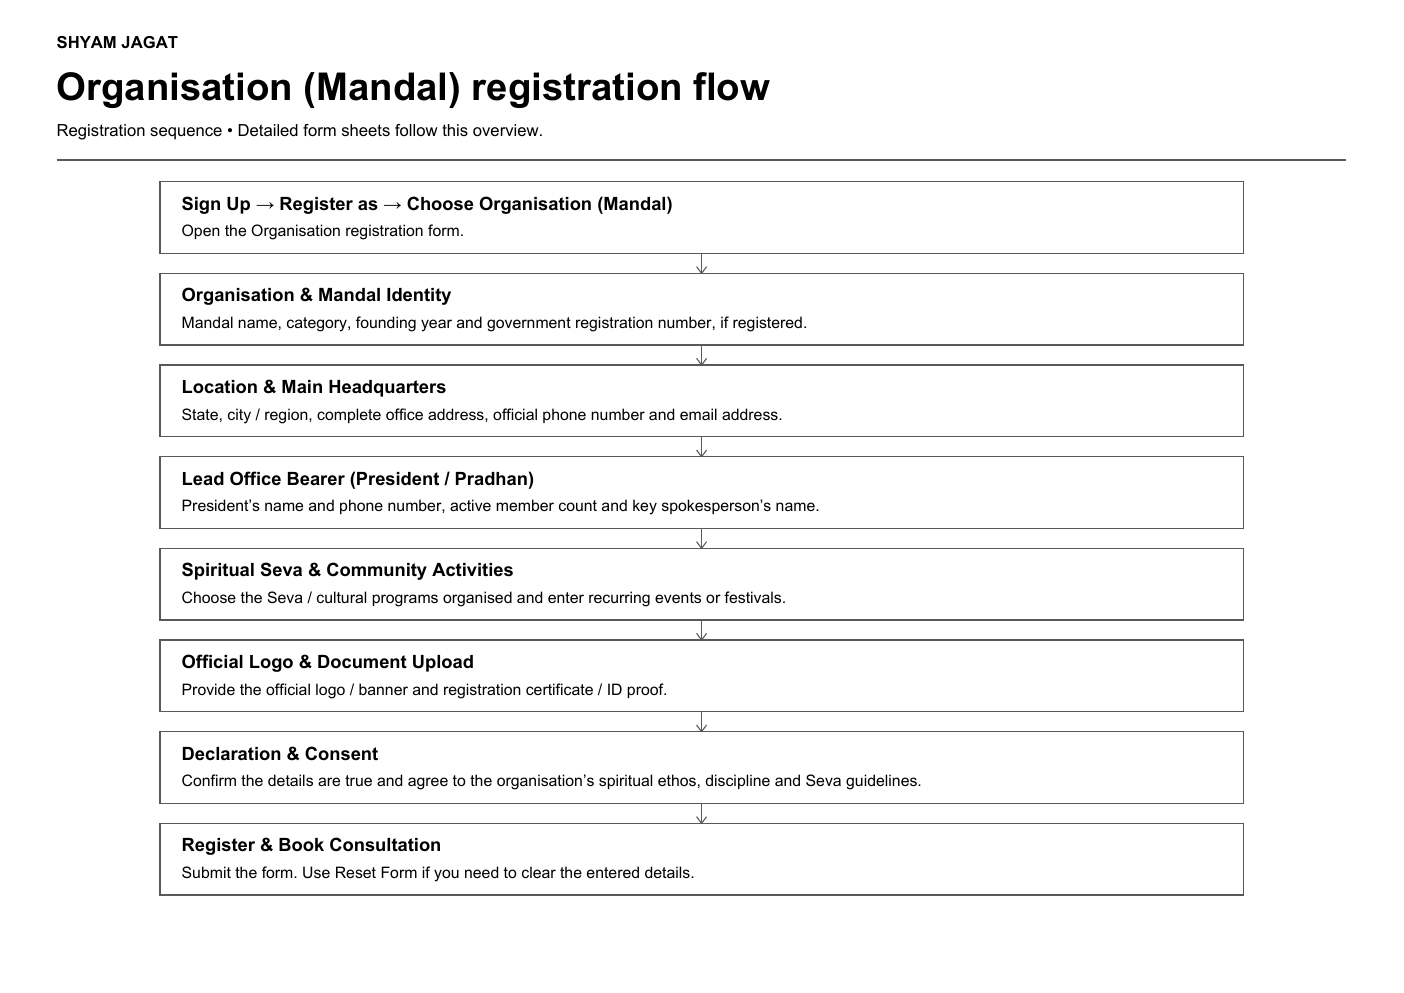 SHYAM JAGAT
Organisation (Mandal) registration flow
Registration sequence • Detailed form sheets follow this overview.
Sign Up → Register as → Choose Organisation (Mandal)
Open the Organisation registration form.
Organisation & Mandal Identity
Mandal name, category, founding year and government registration number, if registered.
Location & Main Headquarters
State, city / region, complete office address, official phone number and email address.
Lead Office Bearer (President / Pradhan)
President’s name and phone number, active member count and key spokesperson’s name.
Spiritual Seva & Community Activities
Choose the Seva / cultural programs organised and enter recurring events or festivals.
Official Logo & Document Upload
Provide the official logo / banner and registration certificate / ID proof.
Declaration & Consent
Confirm the details are true and agree to the organisation’s spiritual ethos, discipline and Seva guidelines.
Register & Book Consultation
Submit the form. Use Reset Form if you need to clear the entered details.